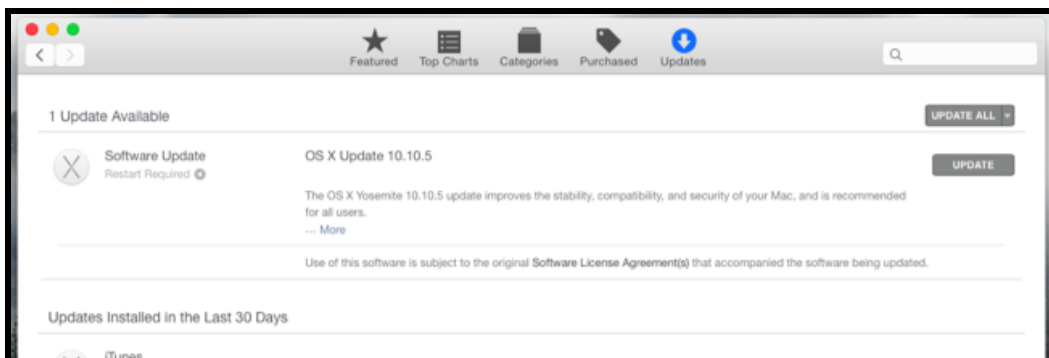 Featured Top Charts Categories Purchased Updates
1 Update Available
UPDATE ALL
Software Update
Restart Required
OS X Update 10.10.5
UPDATE
The OS X Yosemite 10.10.5 update improves the stability, compatibility, and security of your Mac, and is recommended
for all users.
... More
Use of this software is subject to the original Software License Agreement(s) that accompanied the software being updated.
Updates Installed in the Last 30 Days
iTunes